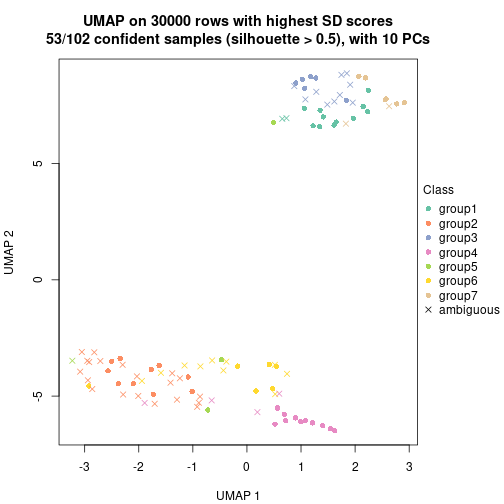 UMAP on 30000 rows with highest SD scores
53/102 confident samples (silhouette > 0.5), with 10 PCs
UMAP 2
5
0
-5
-3
-2
-1
0
1
2
3
UMAP 1
Class
group1
group2
group3
group4
group5
group6
group7
ambiguous